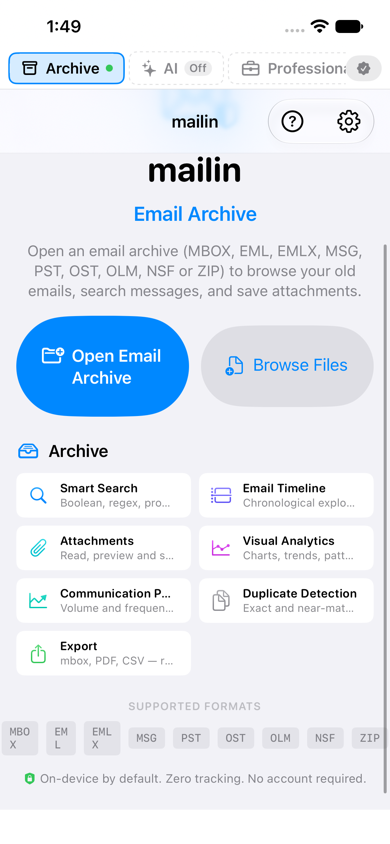 1:49
Archive
AI Off
Professiona
mailin
mailin
Email Archive
Open an email archive (MBOX, EML, EMLX, MSG,
PST, OST, OLM, NSF or ZIP) to browse your old
emails, search messages, and save attachments.
Open Email
Archive
Browse Files
Archive
Smart Search
Boolean, regex, pro...
Email Timeline
Chronological explo...
Attachments
Read, preview and s...
Visual Analytics
Charts, trends, patt...
Communication P...
Volume and frequen...
Duplicate Detection
Exact and near-mat...
Export
mbox, PDF, CSV — r...
SUPPORTED FORMATS
MBO
X
EM
L
EML
X
MSG
PST
OST
OLM
NSF
ZIP
On-device by default. Zero tracking. No account required.